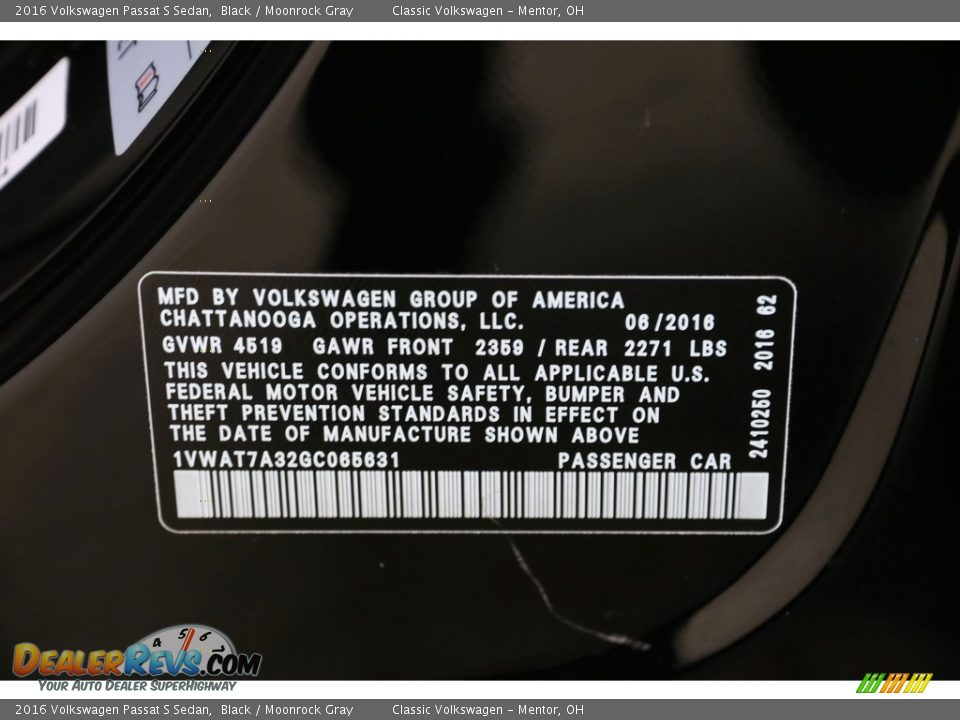 2016 Volkswagen Passat S Sedan,  Black / Moonrock Gray        Classic Volkswagen - Mentor, OH
MFD BY VOLKSWAGEN GROUP OF AMERICA
CHATTANOOGA OPERATIONS, LLC. 06/2016
GVWR 4519 GAWR FRONT 2359 / REAR 2271 LBS
THIS VEHICLE CONFORMS TO ALL APPLICABLE U.S.
FEDERAL MOTOR VEHICLE SAFETY, BUMPER AND
THEFT PREVENTION STANDARDS IN EFFECT ON
THE DATE OF MANUFACTURE SHOWN ABOVE
1VWAT7A32GC065631 PASSENGER CAR
2410250 2016 62
4 5 6
DEALERREVS.COM
YOUR AUTO DEALER SUPERHIGHWAY
2016 Volkswagen Passat S Sedan,  Black / Moonrock Gray        Classic Volkswagen - Mentor, OH